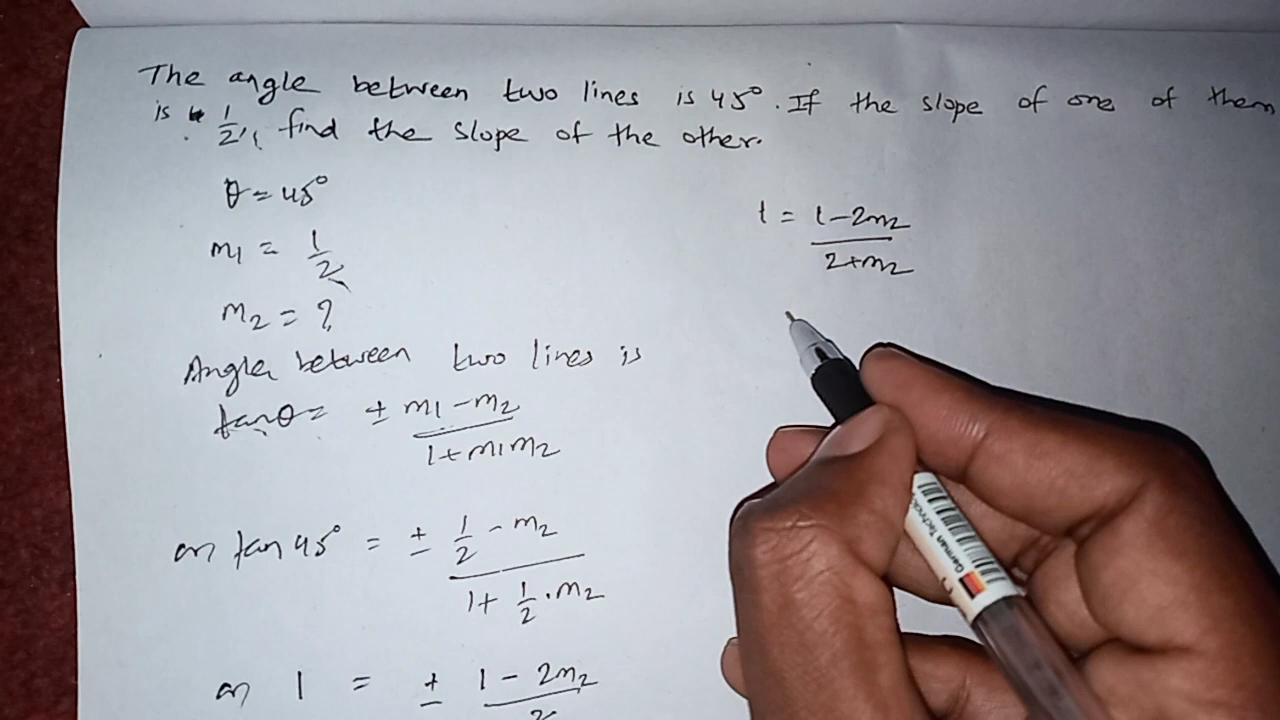 The angle between two lines is 45°. If the slope of one of them
is 1/2, find the slope of the other.
θ = 45°
m1 = 1/2
m2 = ?
Angle between two lines is
tanθ = ± m1 - m2 / 1 + m1m2
or tan 45° = ± 1/2 - m2 / 1 + 1/2 . m2
or 1 = ± 1 - 2m2
1 = 1 - 2m2 / 2 + m2
German Technology